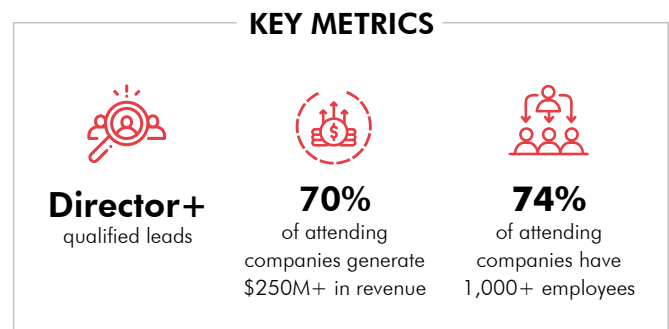 KEY METRICS
Director+
qualified leads
$
70%
of attending
companies generate
$250M+ in revenue
74%
of attending
companies have
1,000+ employees